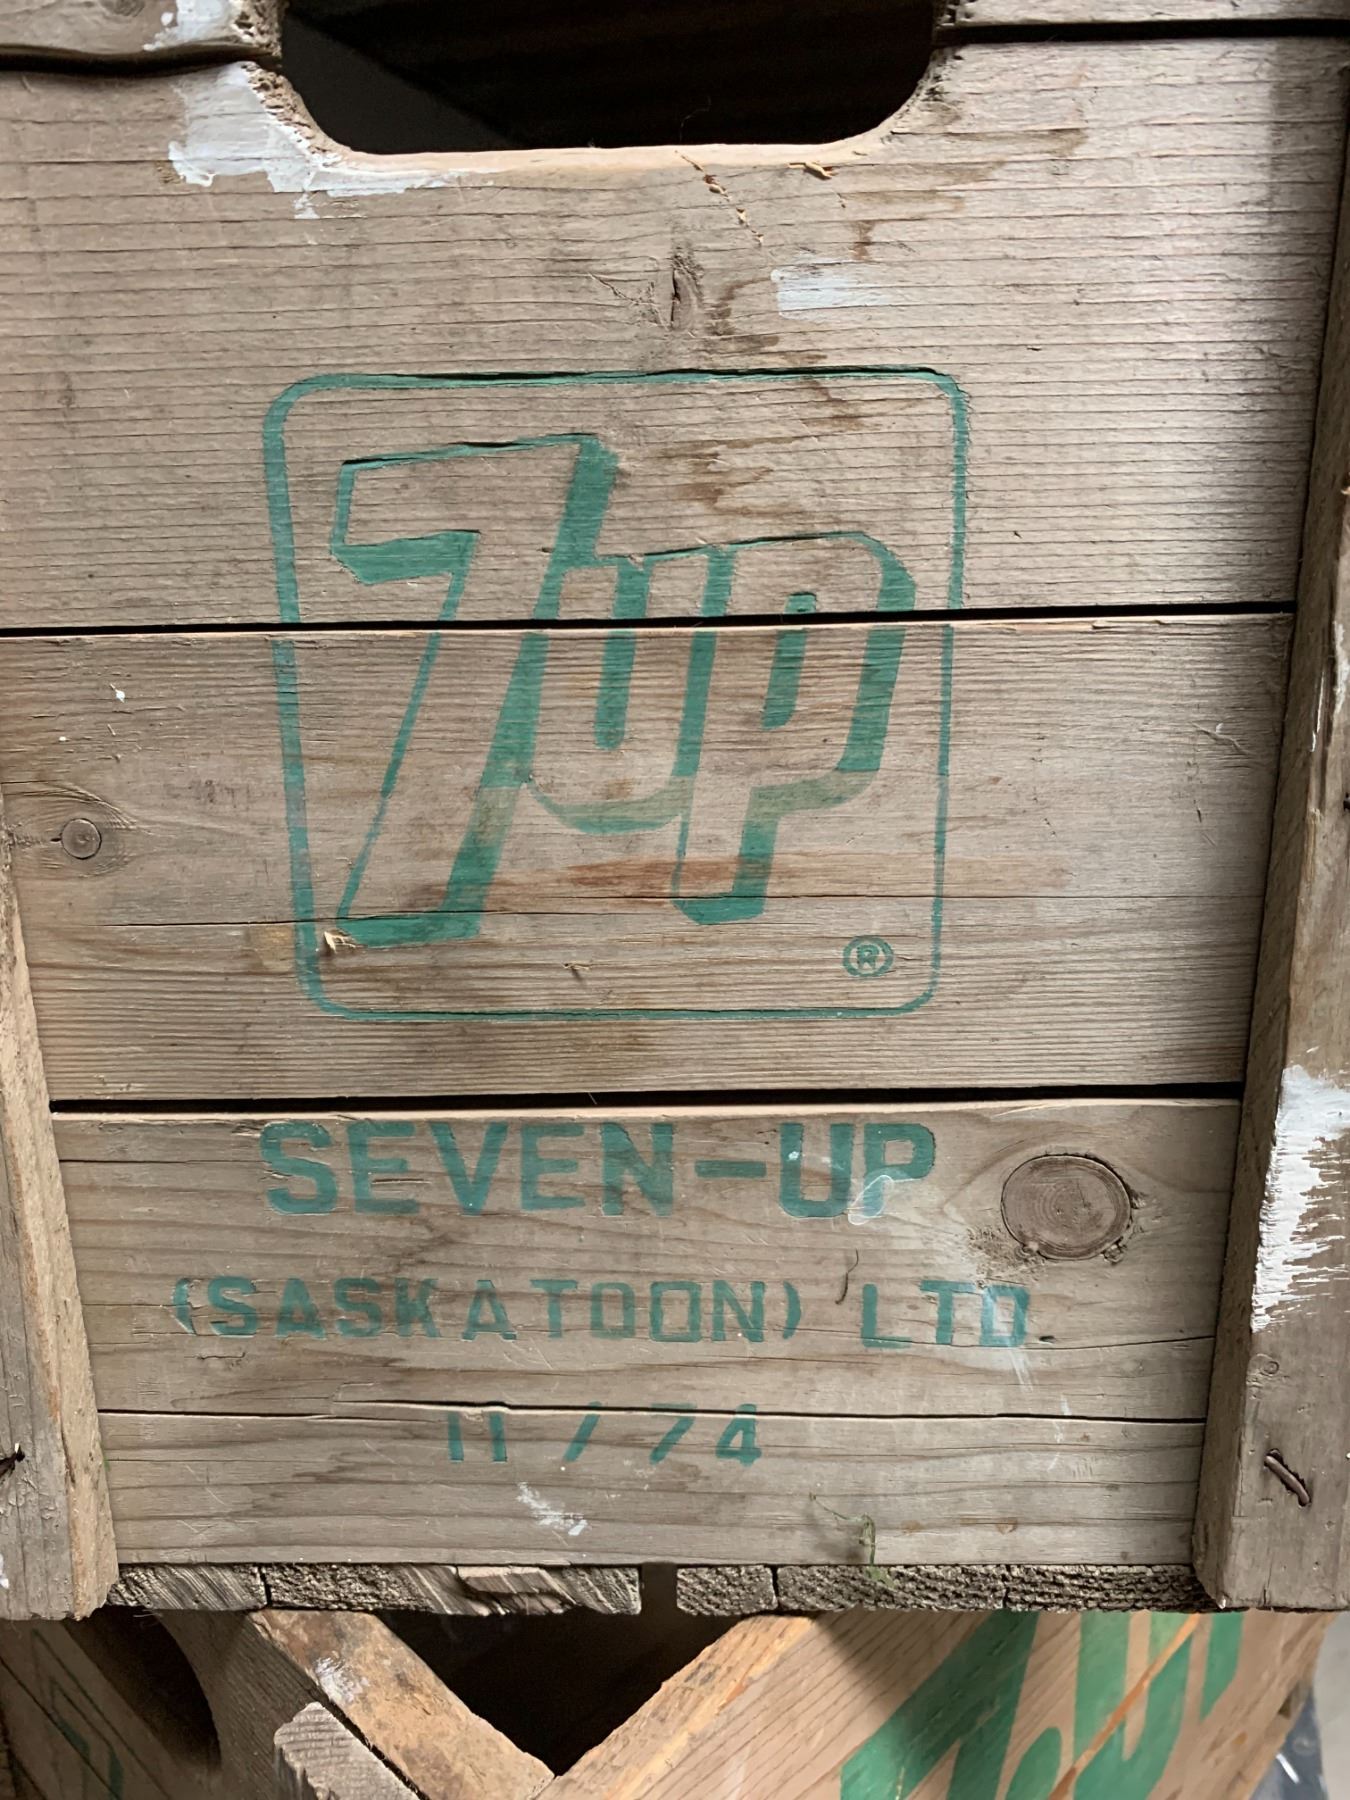 7up
®
SEVEN-UP
(SASKATOON) LTD.
11/74